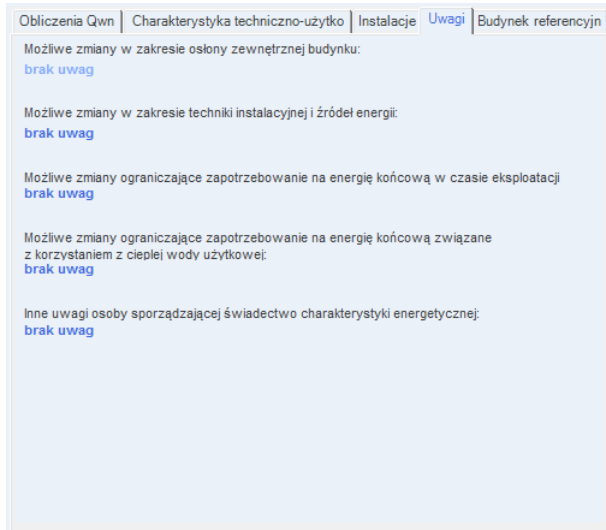 Obliczenia Qwn Charakterystyka techniczno-użytko Instalacje Uwagi Budynek referencyjn
Możliwe zmiany w zakresie osłony zewnętrznej budynku:
brak uwag
Możliwe zmiany w zakresie techniki instalacyjnej i źródeł energii:
brak uwag
Możliwe zmiany ograniczające zapotrzebowanie na energię końcową w czasie eksploatacji
brak uwag
Możliwe zmiany ograniczające zapotrzebowanie na energię końcową związane
z korzystaniem z ciepłej wody użytkowej:
brak uwag
Inne uwagi osoby sporządzającej świadectwo charakterystyki energetycznej:
brak uwag